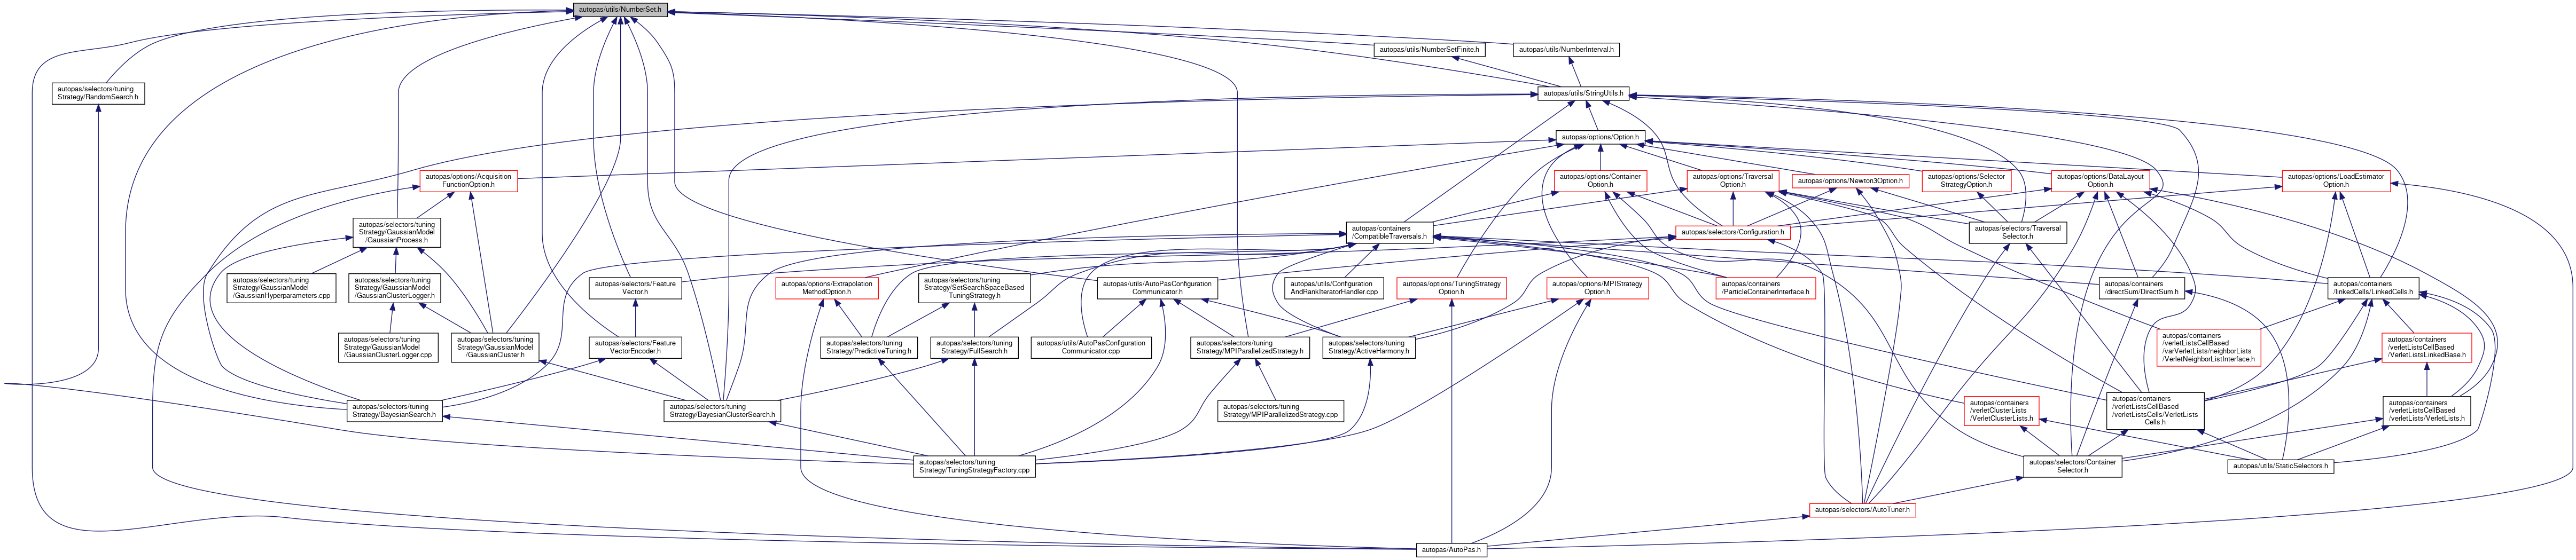 autopas/utils/NumberSet.h
autopas/utils/NumberSetFinite.h
autopas/utils/NumberInterval.h
autopas/selectors/tuning
Strategy/RandomSearch.h
autopas/utils/StringUtils.h
autopas/options/Option.h
autopas/options/Acquisition
FunctionOption.h
autopas/options/Container
Option.h
autopas/options/Traversal
Option.h
autopas/options/Newton3Option.h
autopas/options/Selector
StrategyOption.h
autopas/options/DataLayout
Option.h
autopas/options/LoadEstimator
Option.h
autopas/selectors/tuning
Strategy/GaussianModel
/GaussianProcess.h
autopas/containers
/CompatibleTraversals.h
autopas/selectors/Configuration.h
autopas/selectors/Traversal
Selector.h
autopas/selectors/tuning
Strategy/GaussianModel
/GaussianHyperparameters.cpp
autopas/selectors/tuning
Strategy/GaussianModel
/GaussianClusterLogger.h
autopas/selectors/Feature
Vector.h
autopas/options/Extrapolation
MethodOption.h
autopas/selectors/tuning
Strategy/SetSearchSpaceBased
TuningStrategy.h
autopas/utils/AutoPasConfiguration
Communicator.h
autopas/utils/Configuration
AndRankIteratorHandler.cpp
autopas/options/TuningStrategy
Option.h
autopas/options/MPIStrategy
Option.h
autopas/containers
/ParticleContainerInterface.h
autopas/containers
/directSum/DirectSum.h
autopas/containers
/linkedCells/LinkedCells.h
autopas/selectors/tuning
Strategy/GaussianModel
/GaussianClusterLogger.cpp
autopas/selectors/tuning
Strategy/GaussianModel
/GaussianCluster.h
autopas/selectors/Feature
VectorEncoder.h
autopas/selectors/tuning
Strategy/PredictiveTuning.h
autopas/selectors/tuning
Strategy/FullSearch.h
autopas/utils/AutoPasConfiguration
Communicator.cpp
autopas/selectors/tuning
Strategy/MPIParallelizedStrategy.h
autopas/selectors/tuning
Strategy/ActiveHarmony.h
autopas/containers
/verletListsCellBased
/varVerletLists/neighborLists
/VerletNeighborListInterface.h
autopas/containers
/verletListsCellBased
/VerletListsLinkedBase.h
autopas/selectors/tuning
Strategy/BayesianSearch.h
autopas/selectors/tuning
Strategy/BayesianClusterSearch.h
autopas/selectors/tuning
Strategy/MPIParallelizedStrategy.cpp
autopas/containers
/verletClusterLists
/VerletClusterLists.h
autopas/containers
/verletListsCellBased
/verletListsCells/VerletLists
Cells.h
autopas/containers
/verletListsCellBased
/verletLists/VerletLists.h
autopas/selectors/tuning
Strategy/TuningStrategyFactory.cpp
autopas/selectors/Container
Selector.h
autopas/utils/StaticSelectors.h
autopas/selectors/AutoTuner.h
autopas/AutoPas.h